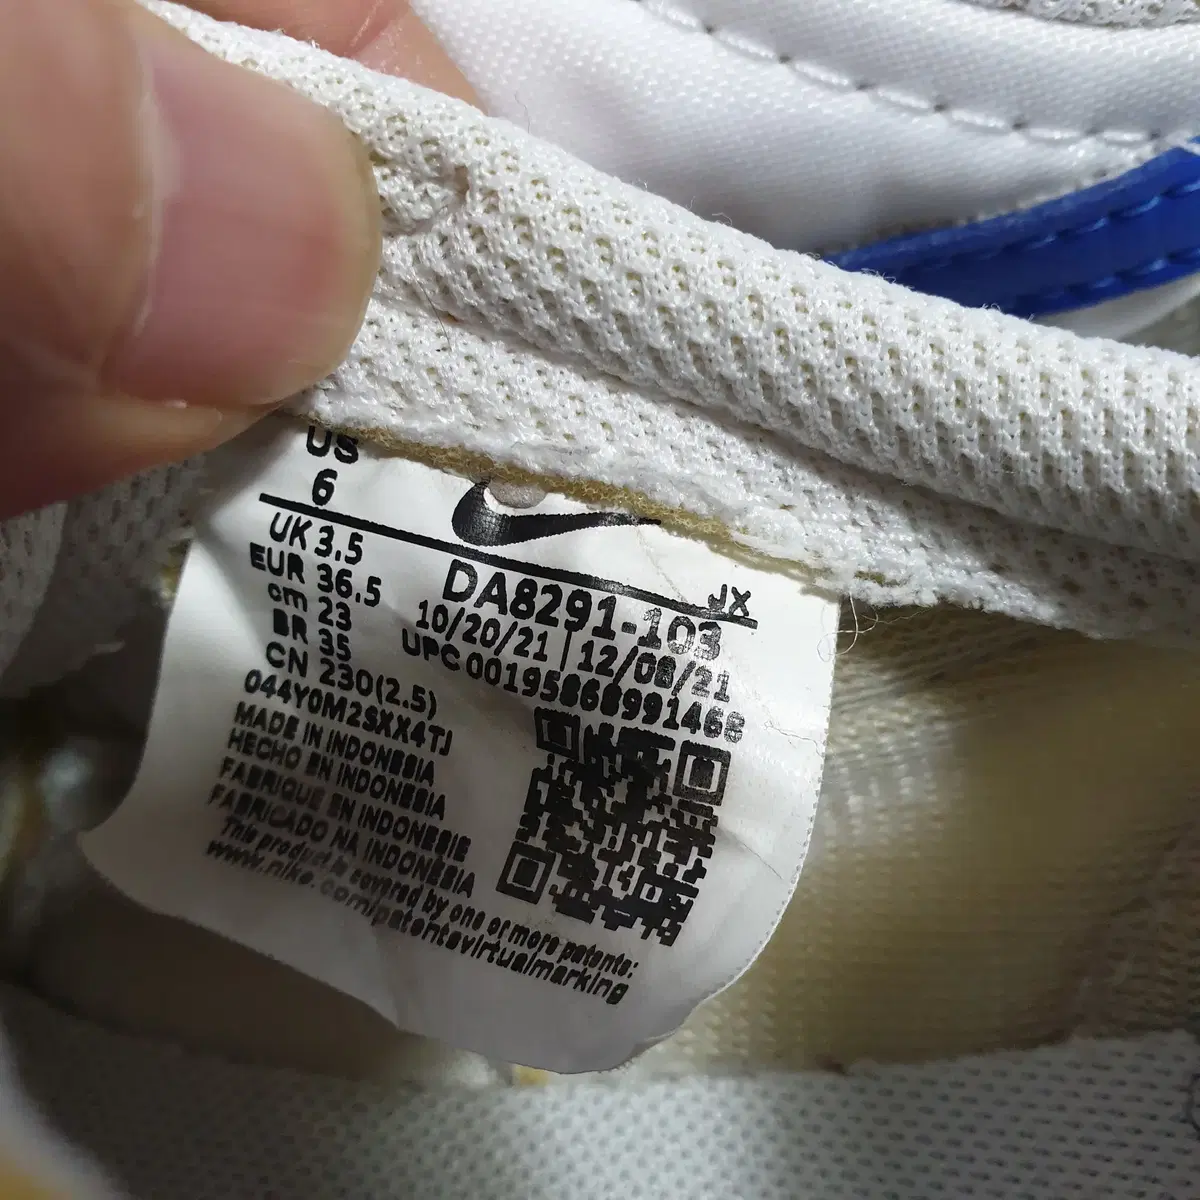 US
6
UK 3.5
EUR 36.5
cm 23
BR 35
CN 230(2.5)
JX
DA8291-103
10/20/21 | 12/08/21
UPC 00195868991468
044Y0M2SXX4TJ
MADE IN INDONESIA
HECHO EN INDONESIA
FABRIQUE EN INDONESIE
FABRICADO NA INDONESIA
This product is covered by one or more patents:
www.nike.com/patentsvirtualmarking